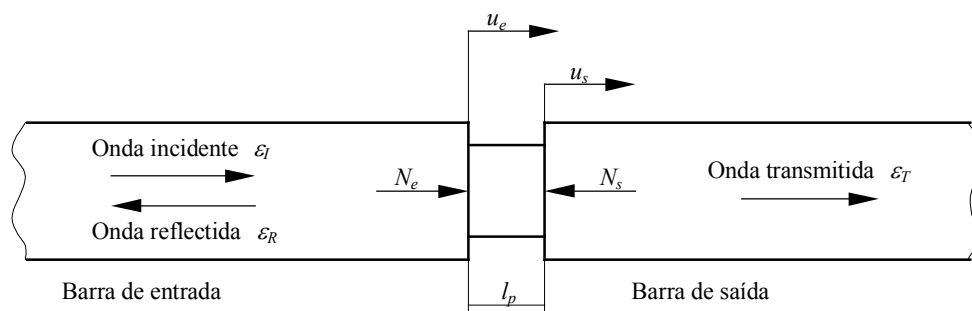 u_e
u_s
Onda incidente ε_I
N_e
N_s
Onda transmitida ε_T
Onda reflectida ε_R
Barra de entrada
l_p
Barra de saída